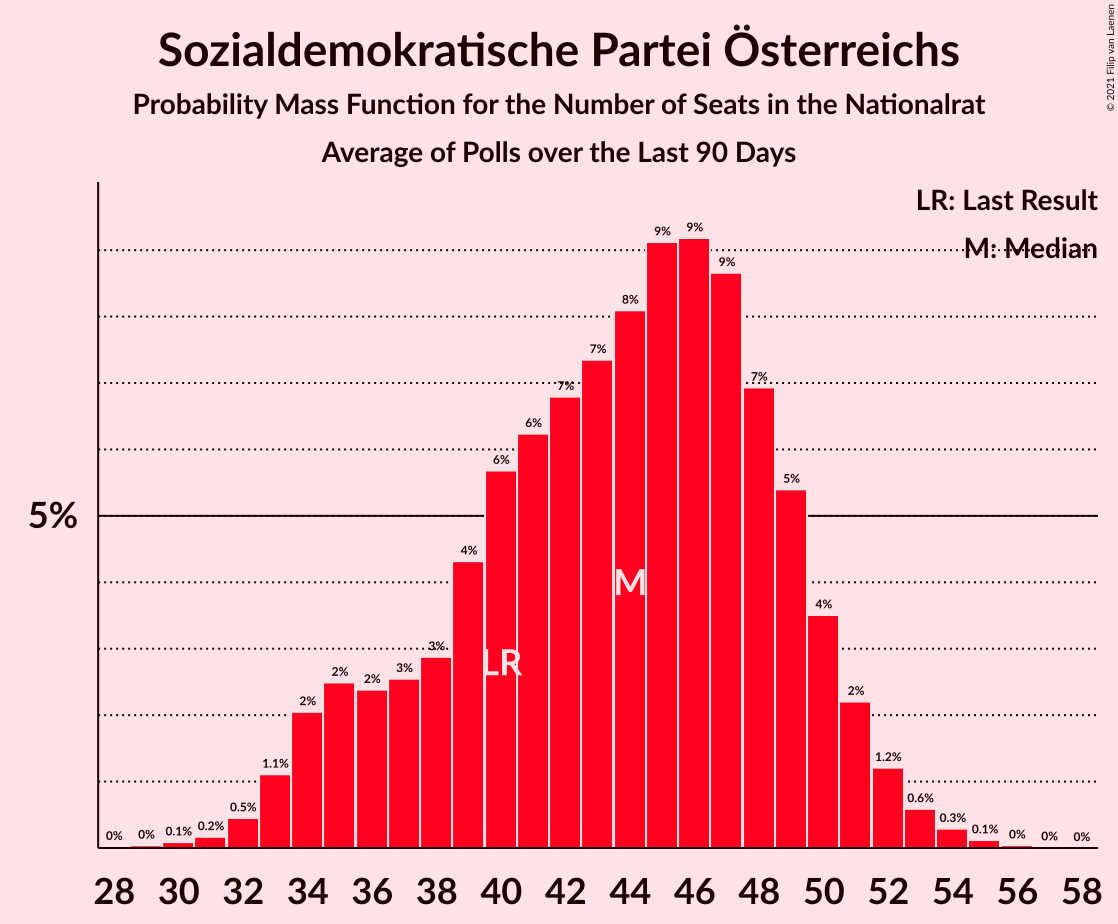 Sozialdemokratische Partei Österreichs
Probability Mass Function for the Number of Seats in the Nationalrat
Average of Polls over the Last 90 Days
© 2021 Filip van Laenen
LR: Last Result
M: Median
5%
0% 0% 0.1% 0.2% 0.5% 1.1% 2% 2% 2% 3% 3% 4% 6% 6% 7% 7% 8% 9% 9% 9% 7% 5% 4% 2% 1.2% 0.6% 0.3% 0.1% 0% 0% 0%
M
LR
28 30 32 34 36 38 40 42 44 46 48 50 52 54 56 58